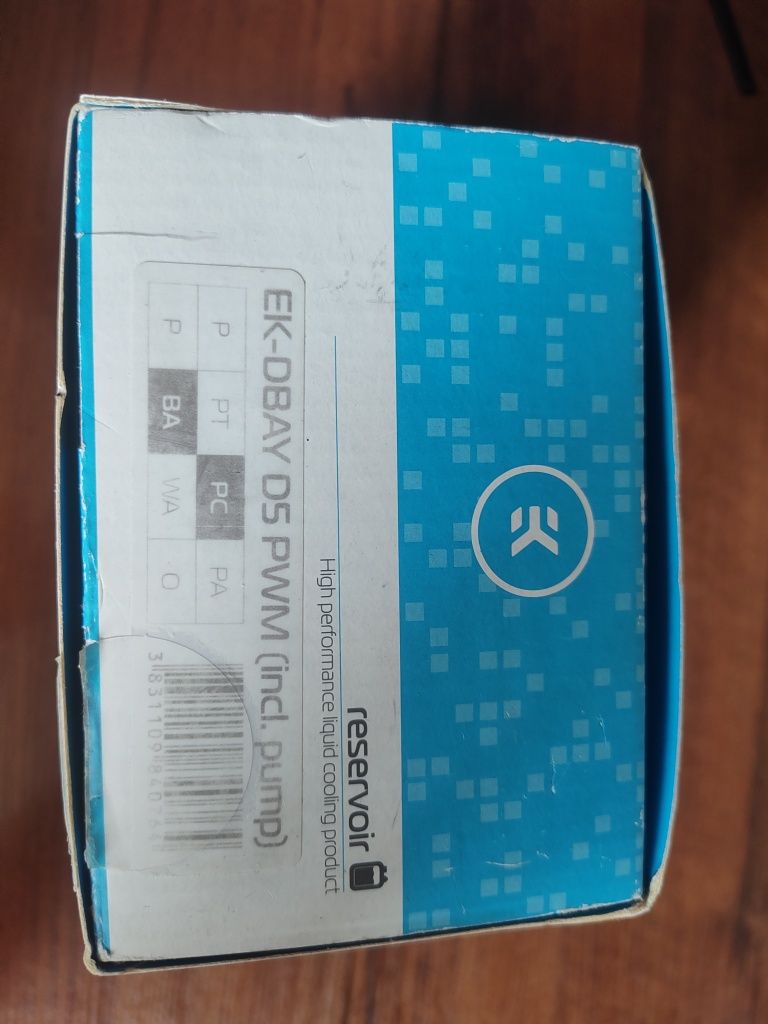 reservoir
High performance liquid cooling product
EK-DBAY D5 PWM (incl. pump)
P PT PC PA
P BA WA O